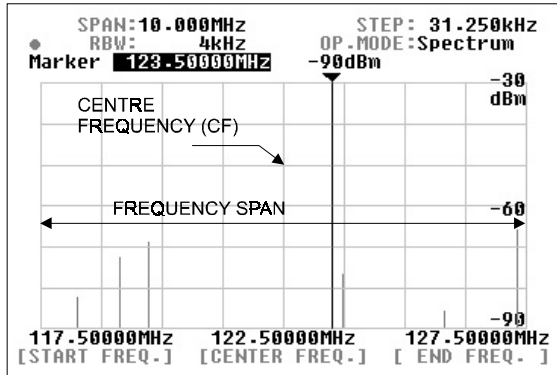 SPAN:10.000MHz STEP: 31.250kHz
RBW: 4kHz OP.MODE:Spectrum
Marker 123.50000MHz -90dBm
-30
dBm
CENTRE
FREQUENCY (CF)
FREQUENCY SPAN -60
-90
117.50000MHz 122.50000MHz 127.50000MHz
[START FREQ.] [CENTER FREQ.] [ END FREQ. ]